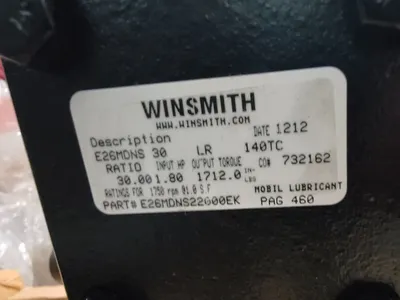 WINSMITH
WWW.WINSMITH.COM
Description DATE 1212
E26MDNS 30 LR 140TC
RATIO INPUT HP OUTPUT TORQUE CO# 732162
30.00 1.80 1712.0 IN-LBS
RATINGS FOR 1750 rpm @1.0 S.F MOBIL LUBRICANT
PART# E26MDNS22600EK PAG 460